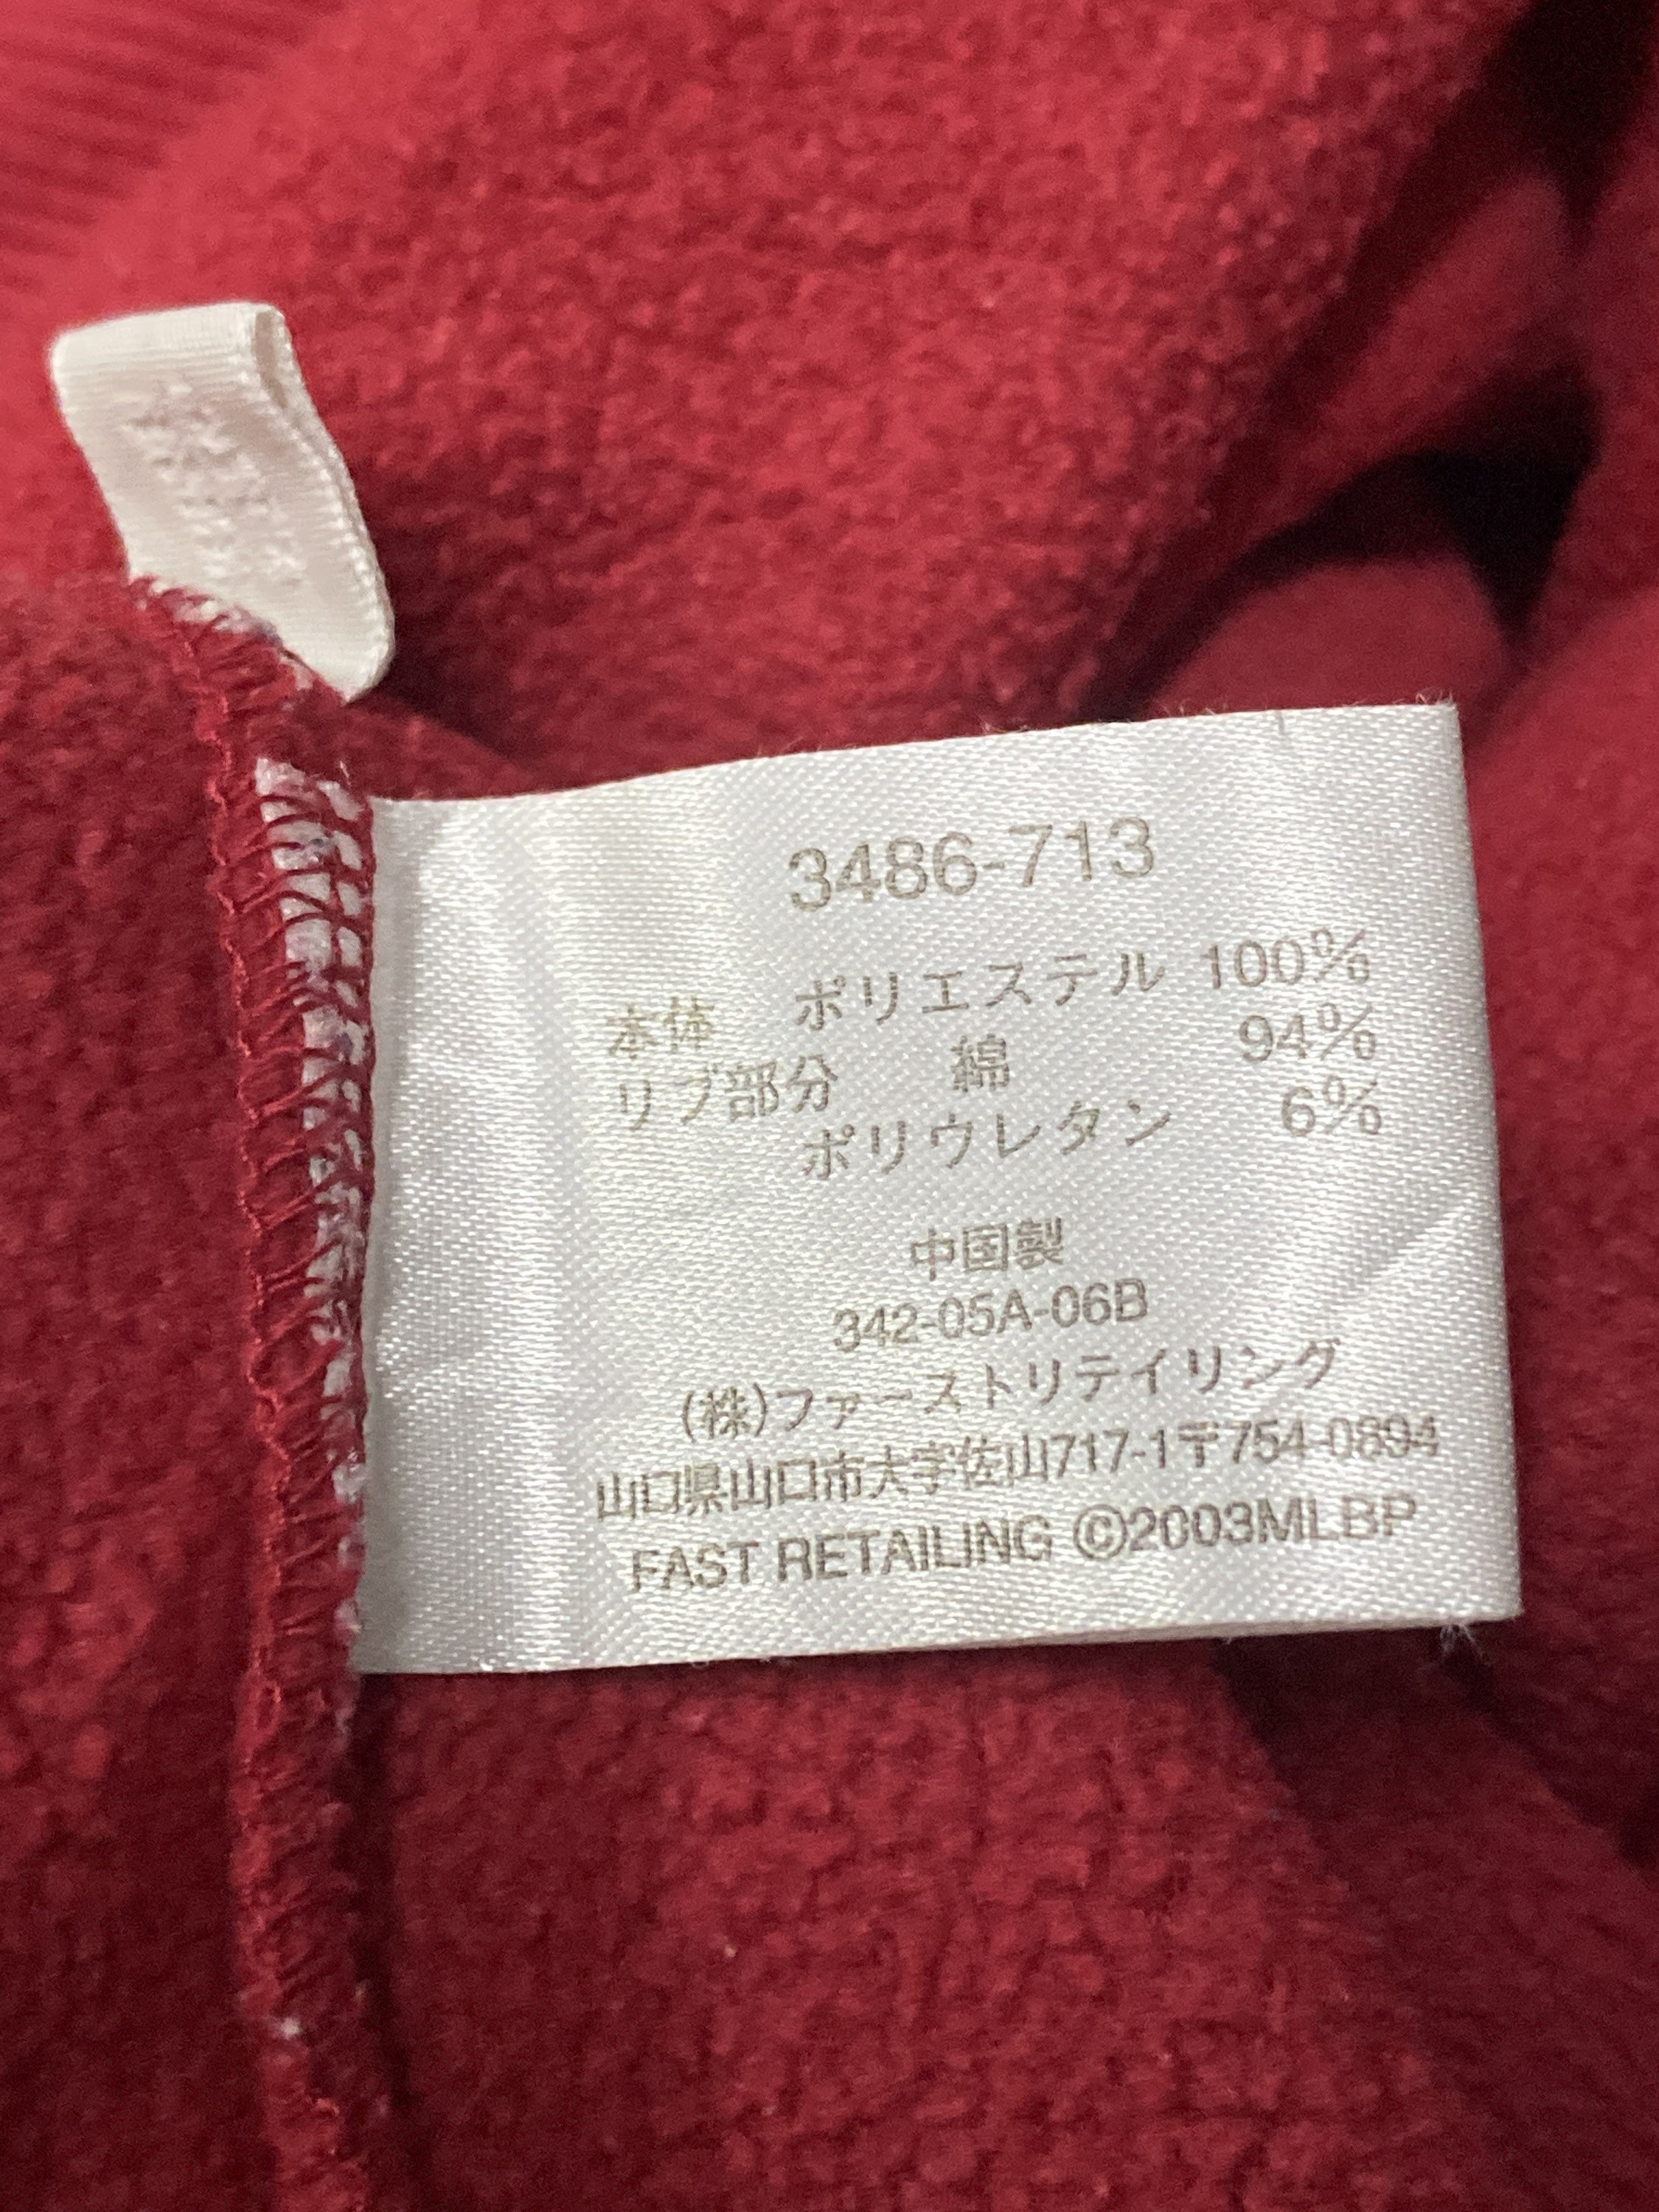 3486-713
本体 ポリエステル 100%
リブ部分 綿 94%
ポリウレタン 6%
中国製
342-05A-06B
(株)ファーストリテイリング
山口県山口市大字佐山717-1〒754-0894
FAST RETAILING ©2003MLBP